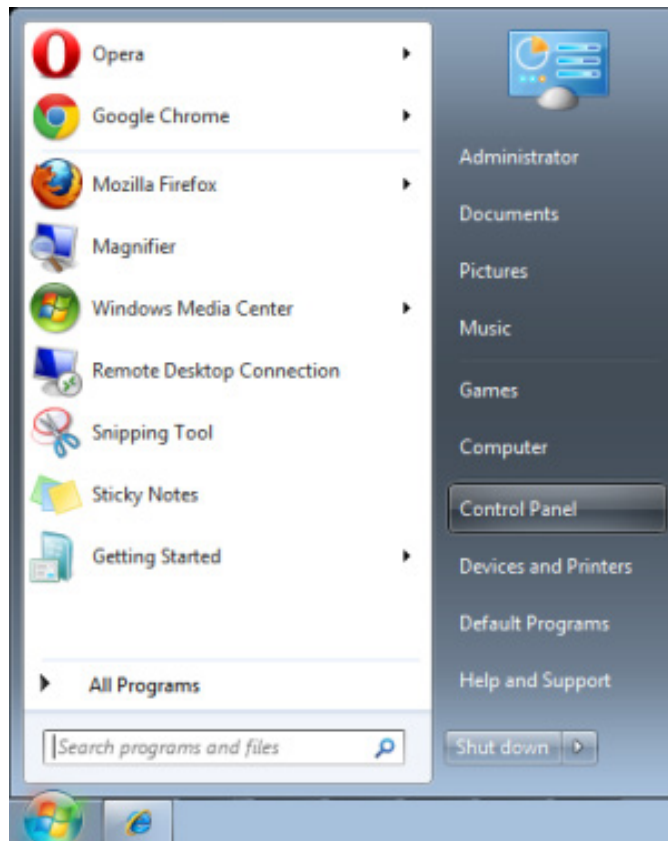 Opera
Google Chrome
Mozilla Firefox
Magnifier
Windows Media Center
Remote Desktop Connection
Snipping Tool
Sticky Notes
Getting Started
All Programs
Search programs and files
Administrator
Documents
Pictures
Music
Games
Computer
Control Panel
Devices and Printers
Default Programs
Help and Support
Shut down